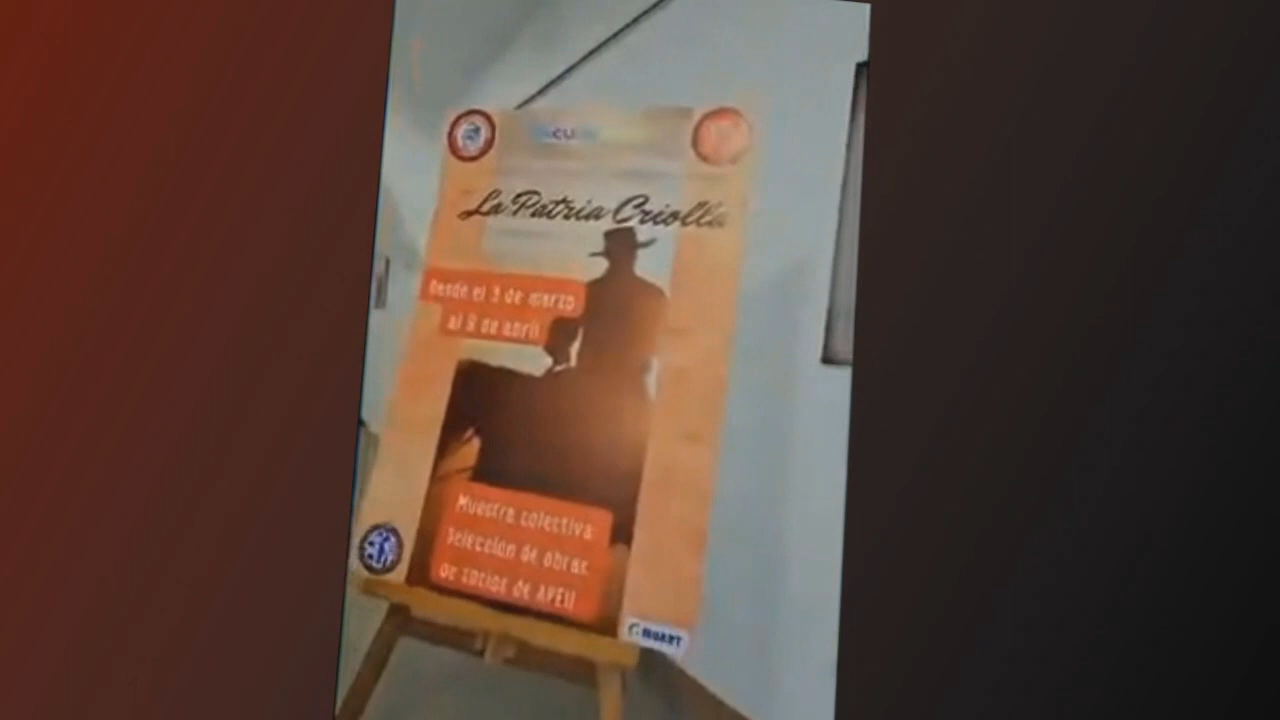 La Patria Criolla
Desde el 3 de marzo
al 9 de abril
Muestra colectiva
Selección de obras
de socios de APEU